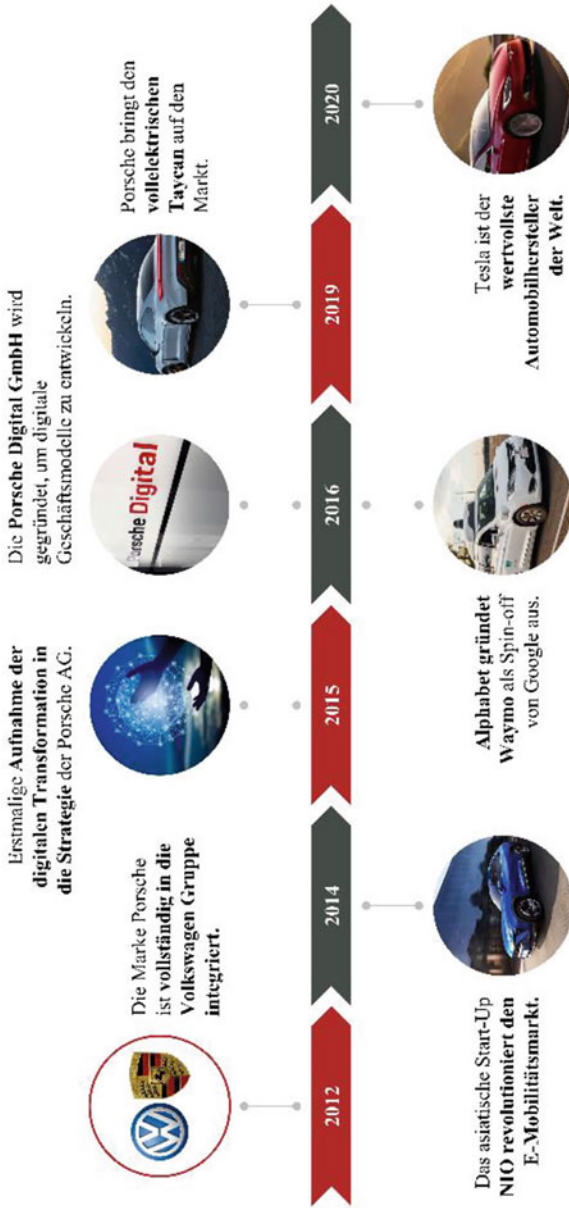 Die Marke Porsche
ist vollständig in die
Volkswagen Gruppe
integriert.
Erstmalige Aufnahme der
digitalen Transformation in
die Strategie der Porsche AG.
Die Porsche Digital GmbH wird
gegründet, um digitale
Geschäftsmodelle zu entwickeln.
Porsche Digital
Porsche bringt den
vollelektrischen
Taycan auf den
Markt.
2012
2014
2015
2016
2019
2020
Das asiatische Start-Up
NIO revolutioniert den
E-Mobilitätsmarkt.
Alphabet gründet
Waymo als Spin-off
von Google aus.
Tesla ist der
wertvollste
Automobilhersteller
der Welt.